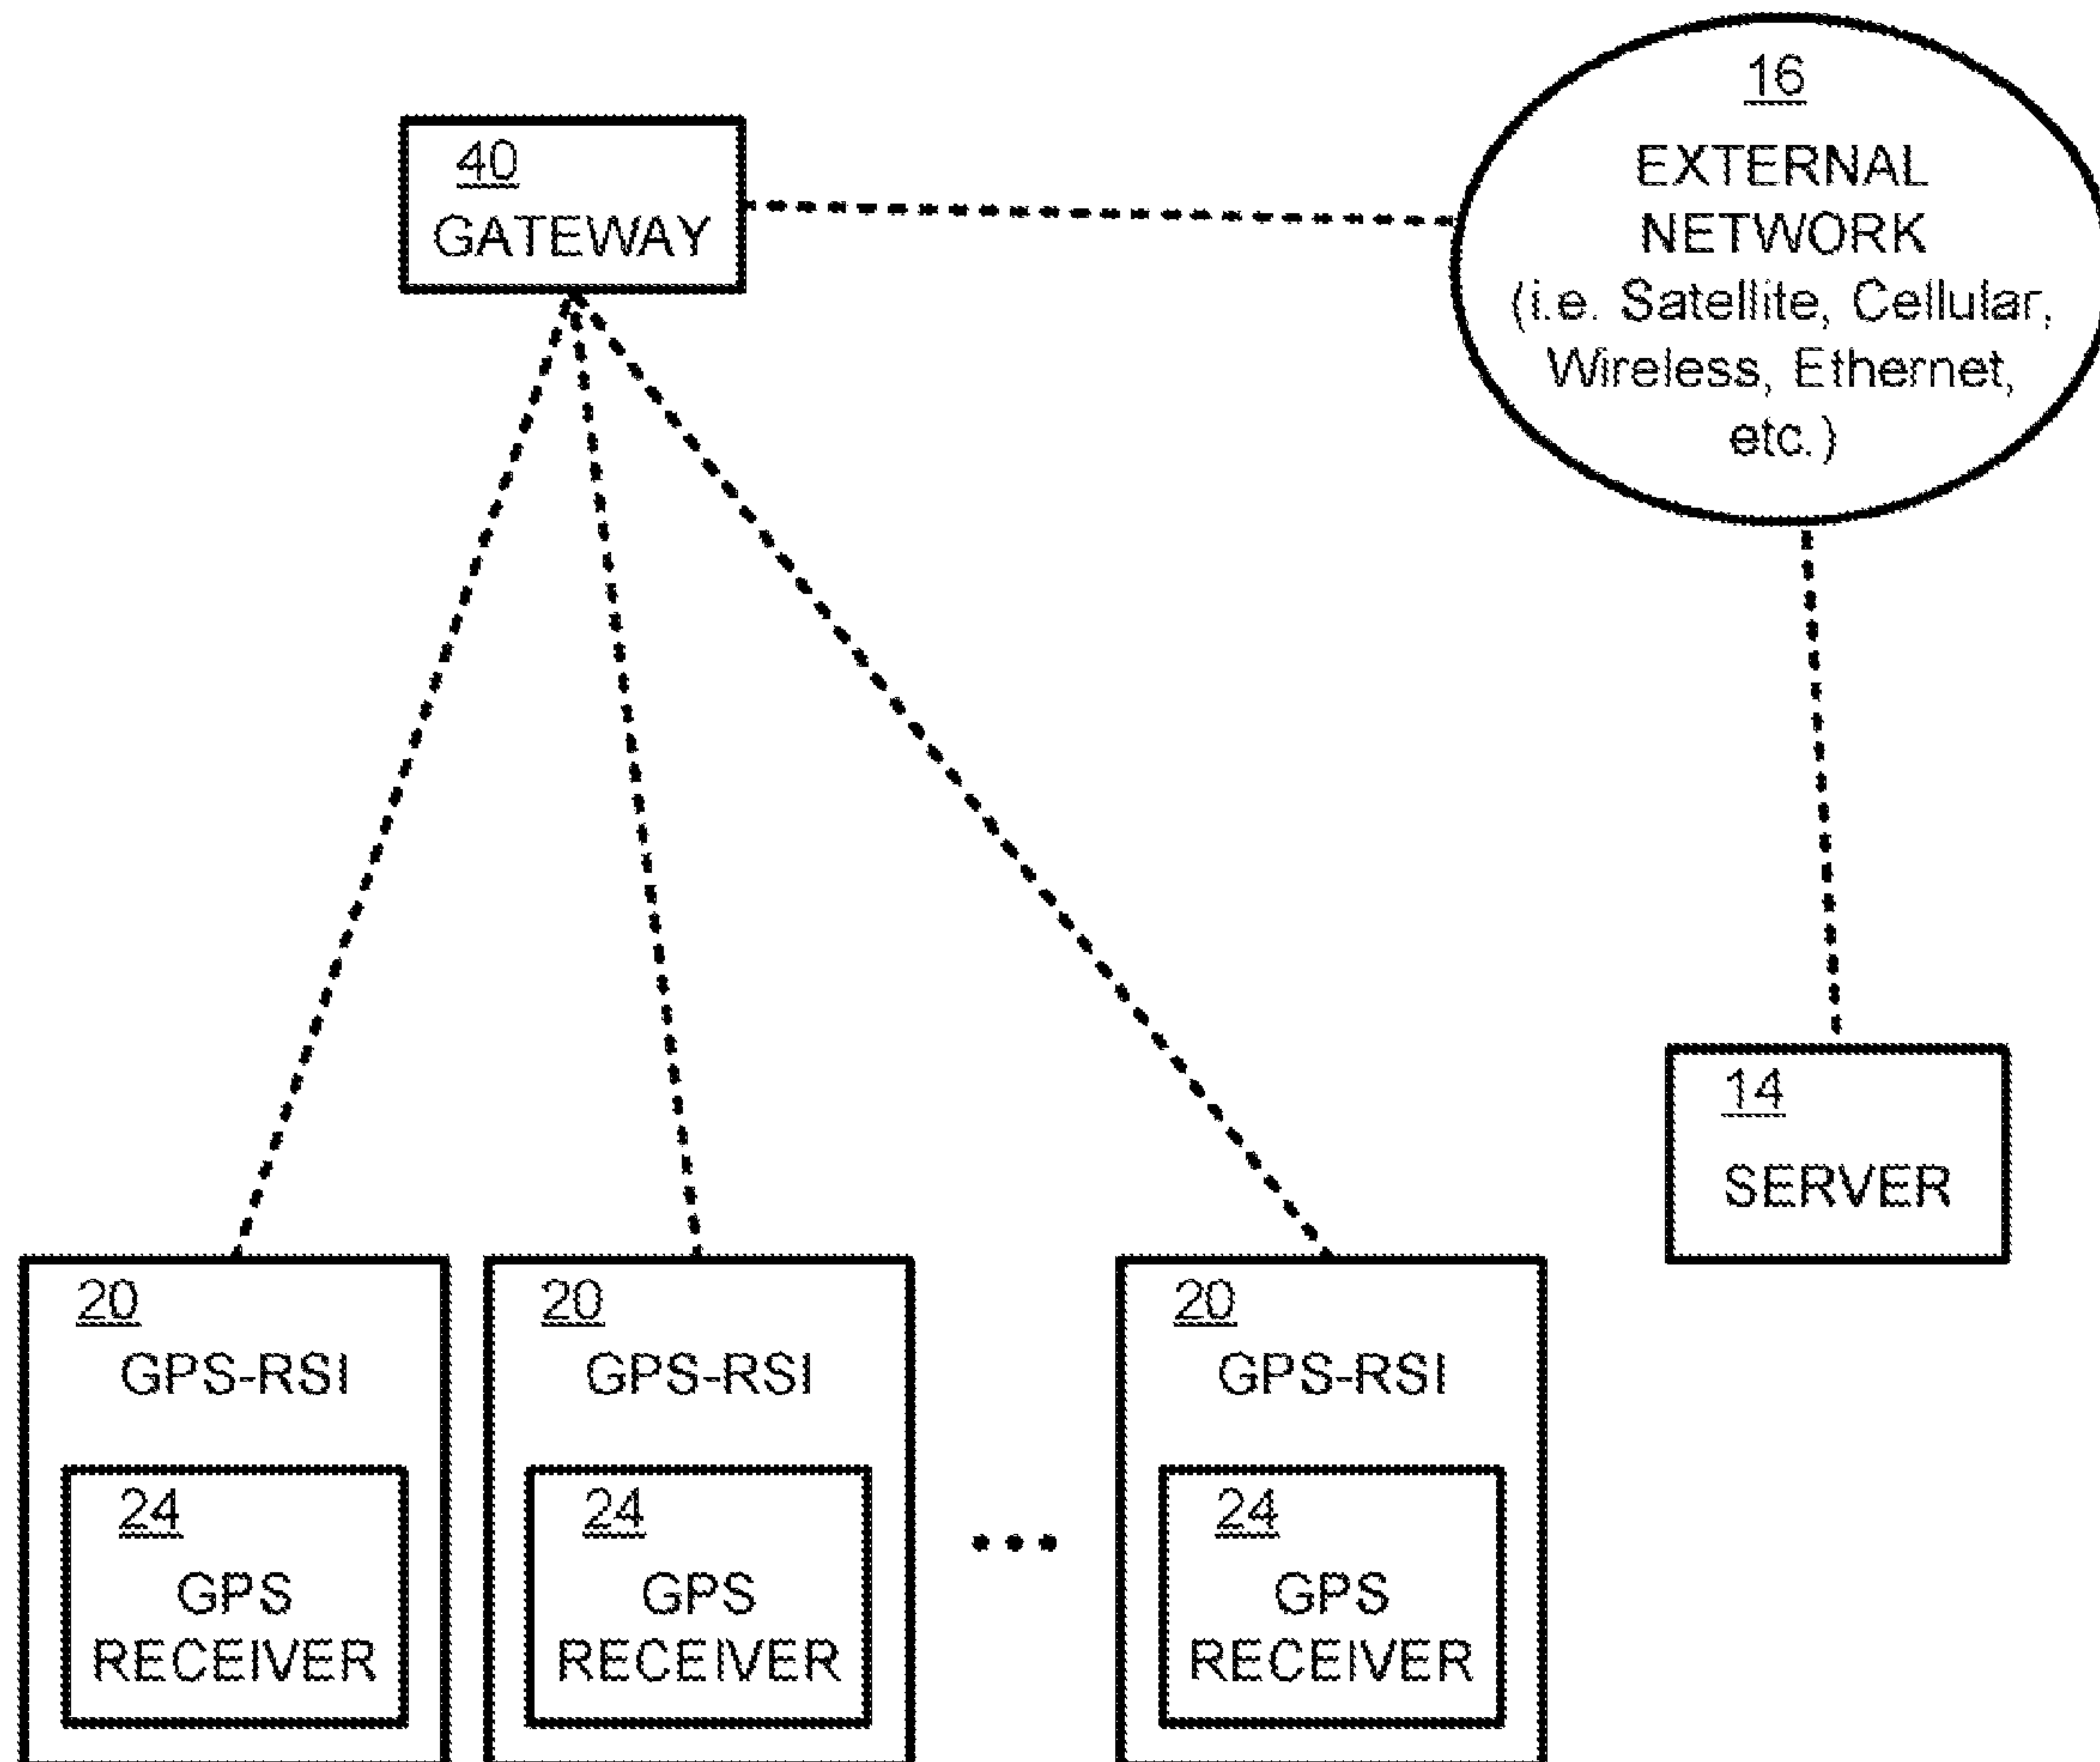 40
GATEWAY
16
EXTERNAL
NETWORK
(i.e. Satellite, Cellular,
Wireless, Ethernet,
etc.)
14
SERVER
20
GPS-RSI
24
GPS
RECEIVER
20
GPS-RSI
24
GPS
RECEIVER
...
20
GPS-RSI
24
GPS
RECEIVER